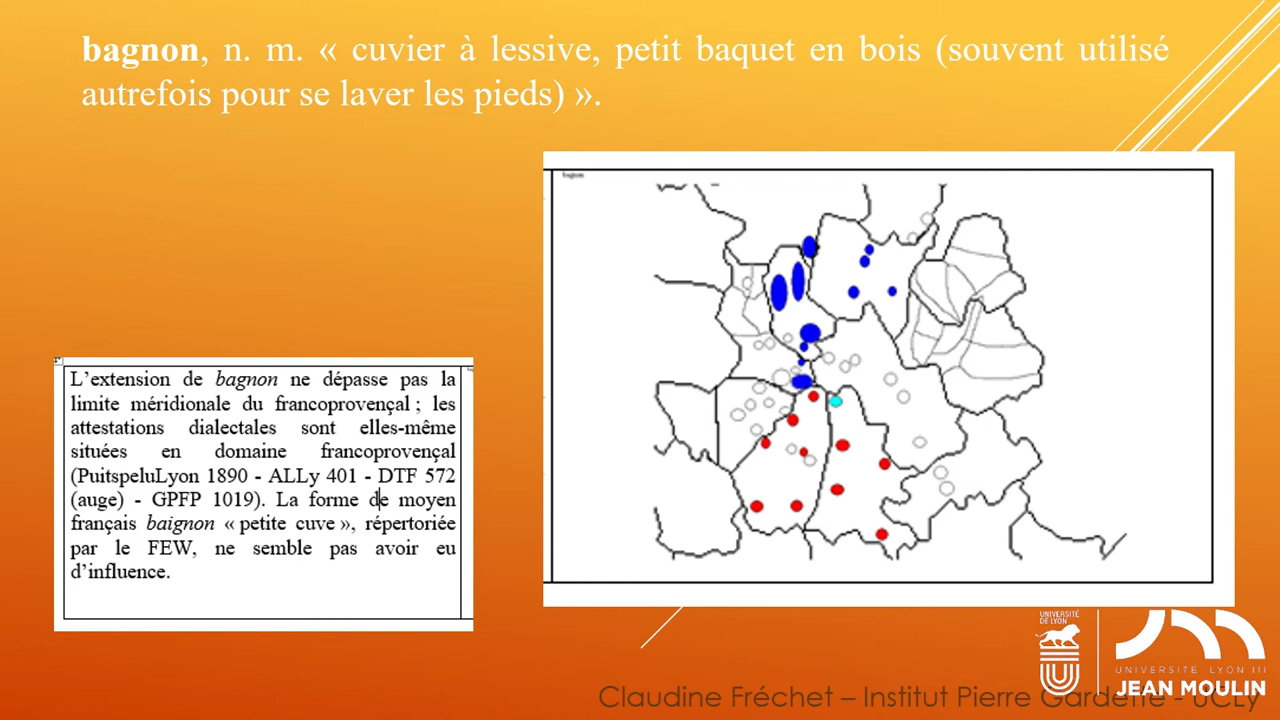 bagnon, n. m. « cuvier à lessive, petit baquet en bois (souvent utilisé
autrefois pour se laver les pieds) ».
L’extension de bagnon ne dépasse pas la
limite méridionale du francoprovençal ; les
attestations dialectales sont elles-même
situées en domaine francoprovençal
(PuitspeluLyon 1890 - ALLy 401 - DTF 572
(auge) - GPFP 1019). La forme de moyen
français baignon « petite cuve », répertoriée
par le FEW, ne semble pas avoir eu
d’influence.
UNIVERSITÉ
DE LYON
UNIVERSITÉ LYON III
JEAN MOULIN
Claudine Fréchet – Institut Pierre Gardette - UCLy